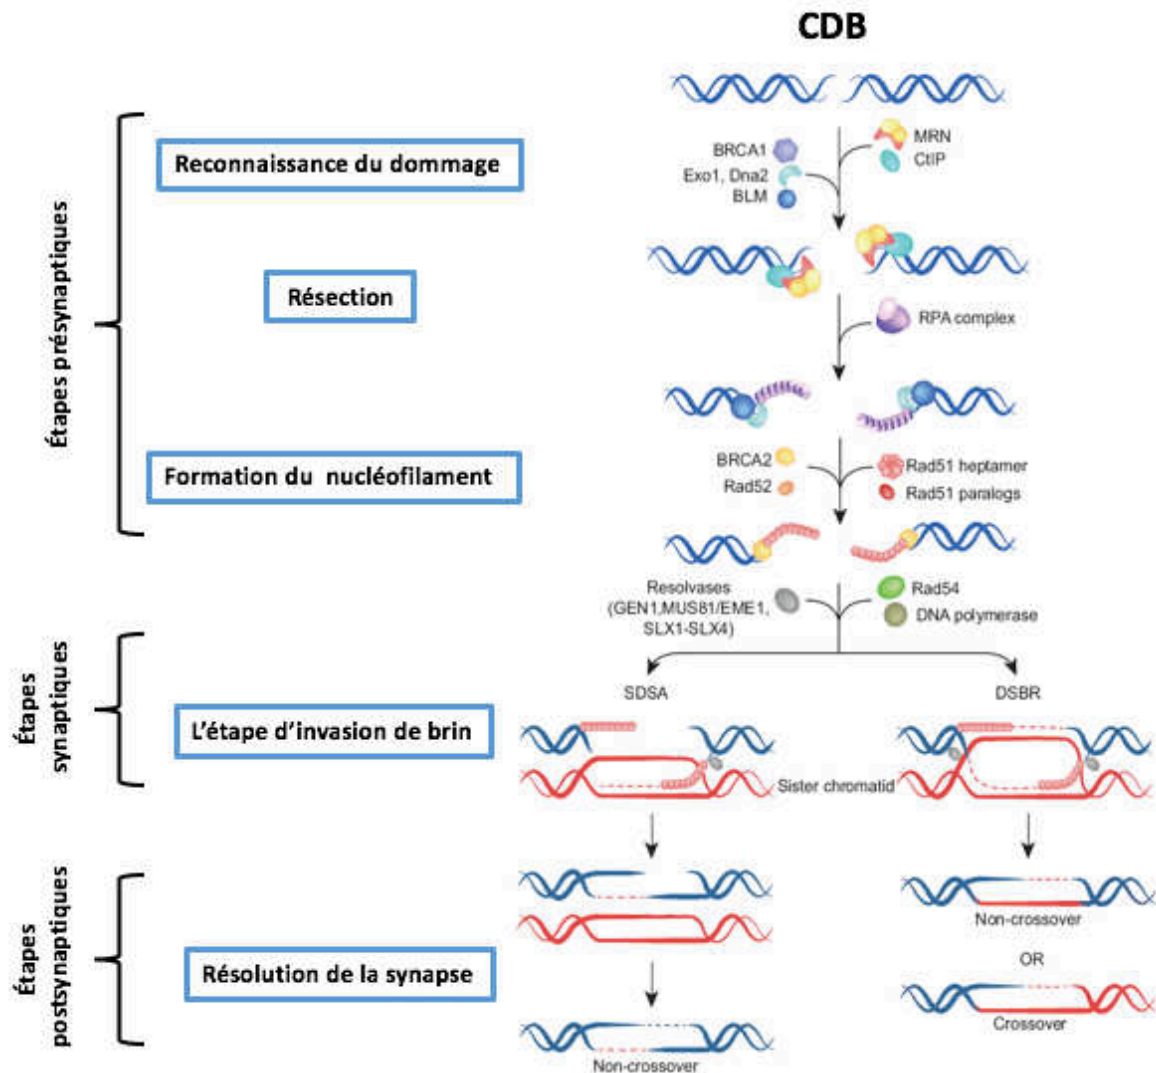 CDB
Étapes présynaptiques
Reconnaissance du dommage
BRCA1
Exo1, Dna2
BLM
MRN
CtIP
Résection
RPA complex
Formation du nucléofilament
BRCA2
Rad52
Rad51 heptamer
Rad51 paralogs
Resolvases
(GEN1,MUS81/EME1,
SLX1-SLX4)
Rad54
DNA polymerase
Étapes
synaptiques
L'étape d'invasion de brin
SDSA
DSBR
Sister chromatid
Étapes
postsynaptiques
Résolution de la synapse
Non-crossover
Non-crossover
OR
Crossover